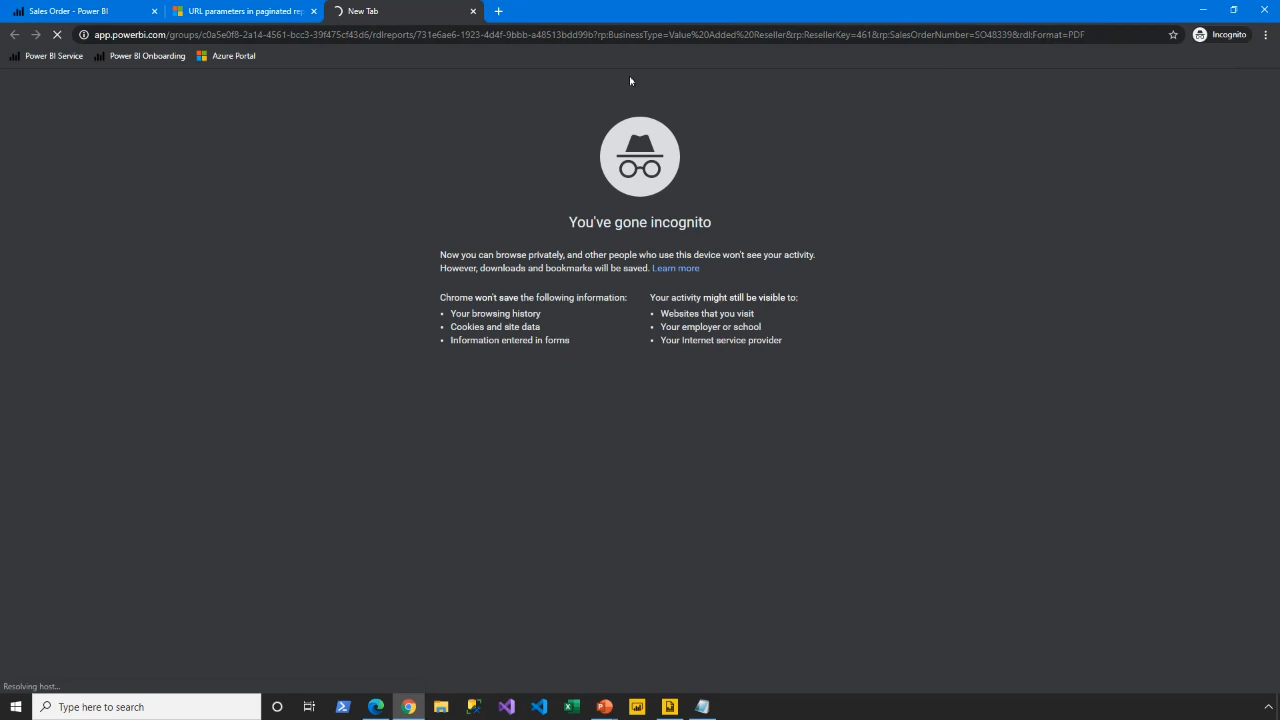 Sales Order - Power BI
URL parameters in paginated rep
New Tab
app.powerbi.com/groups/c0a5e0f8-2a14-4561-bcc3-39f475cf43d6/rdlreports/731e6ae6-1923-4d4f-9bbb-a48513bdd99b?rp:BusinessType=Value%20Added%20Reseller&rp:ResellerKey=461&rp:SalesOrderNumber=SO48339&rdl:Format=PDF
Incognito
Power BI Service
Power BI Onboarding
Azure Portal
You've gone incognito
Now you can browse privately, and other people who use this device won't see your activity.
However, downloads and bookmarks will be saved. Learn more
Chrome won't save the following information:
• Your browsing history
• Cookies and site data
• Information entered in forms
Your activity might still be visible to:
• Websites that you visit
• Your employer or school
• Your Internet service provider
Resolving host...
Type here to search